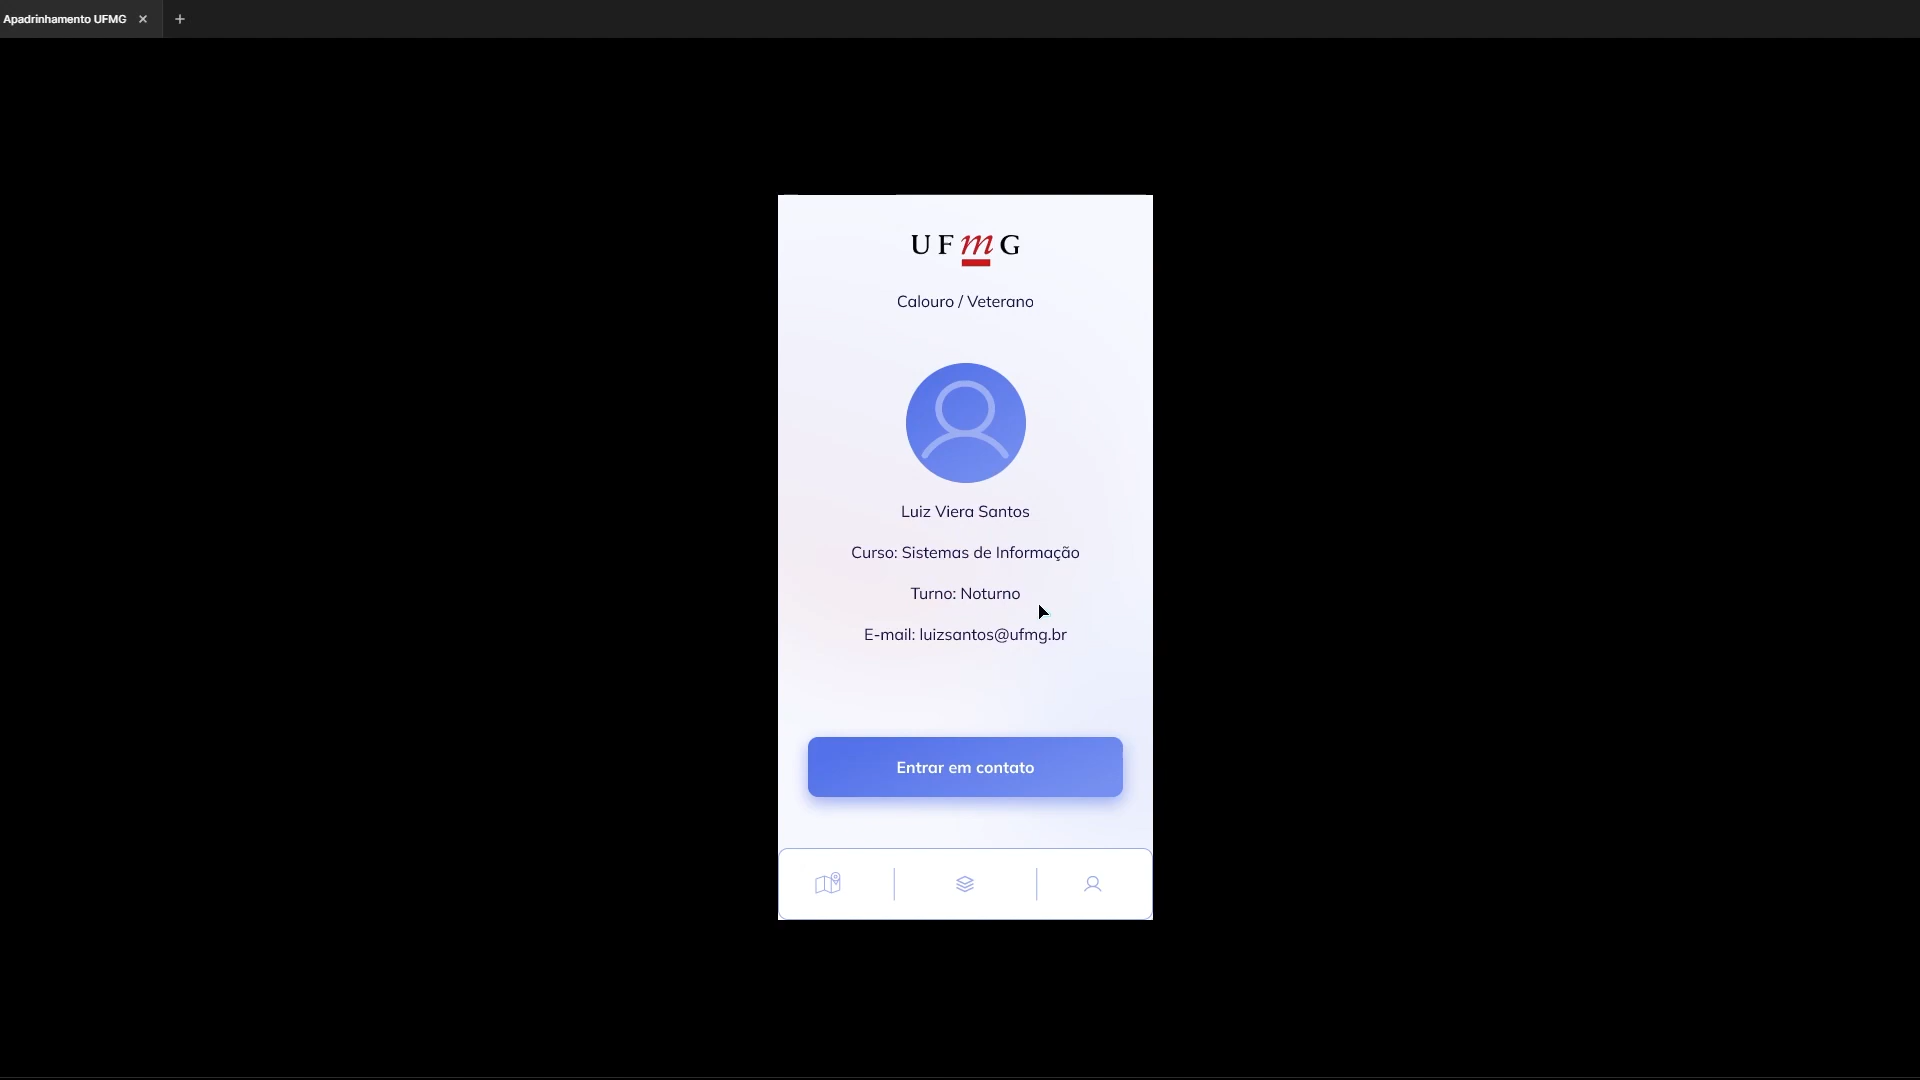 Apadrinhamento UFMG
UFmG
Calouro / Veterano
Luiz Viera Santos
Curso: Sistemas de Informação
Turno: Noturno
E-mail: luizsantos@ufmg.br
Entrar em contato